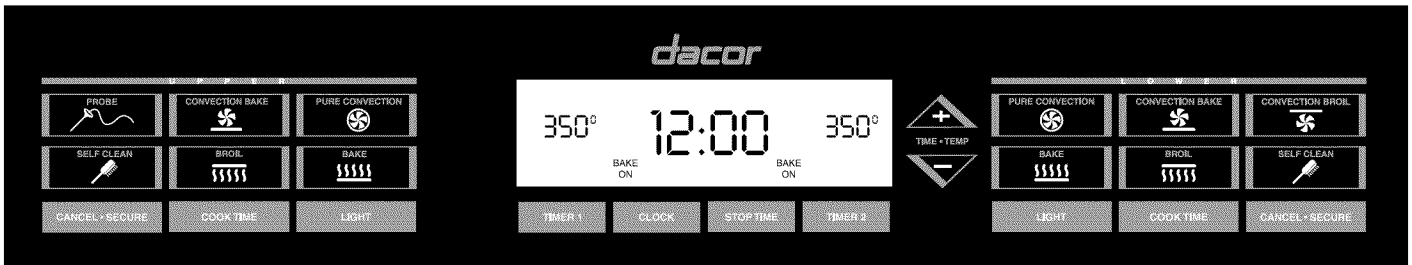 dacor
UPPER
PROBE
CONVECTION BAKE
PURE CONVECTION
SELF CLEAN
BROIL
BAKE
CANCEL • SECURE
COOK TIME
LIGHT
350°
12:00
350°
BAKE
ON
BAKE
ON
TIMER 1
CLOCK
STOP TIME
TIMER 2
+
TIME • TEMP
−
LOWER
PURE CONVECTION
CONVECTION BAKE
CONVECTION BROIL
BAKE
BROIL
SELF CLEAN
LIGHT
COOK TIME
CANCEL • SECURE